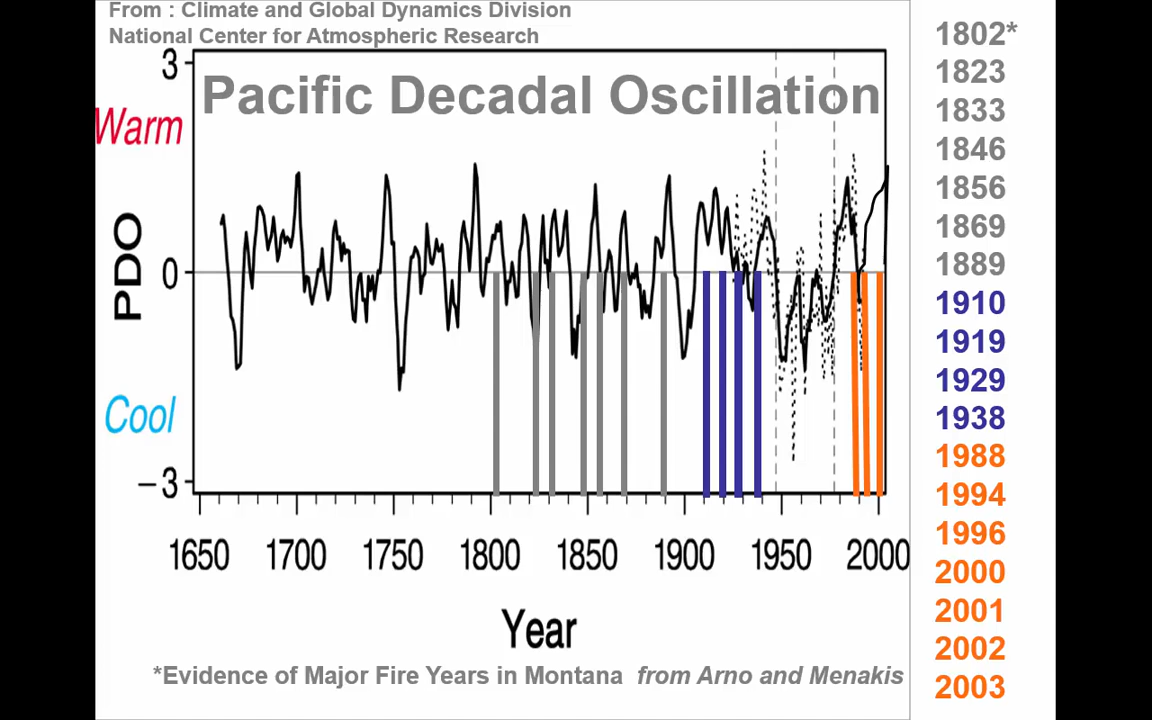 From : Climate and Global Dynamics Division
National Center for Atmospheric Research
Pacific Decadal Oscillation
3
Warm
PDO
0
Cool
−3
1650 1700 1750 1800 1850 1900 1950 2000
Year
*Evidence of Major Fire Years in Montana from Arno and Menakis
1802*
1823
1833
1846
1856
1869
1889
1910
1919
1929
1938
1988
1994
1996
2000
2001
2002
2003